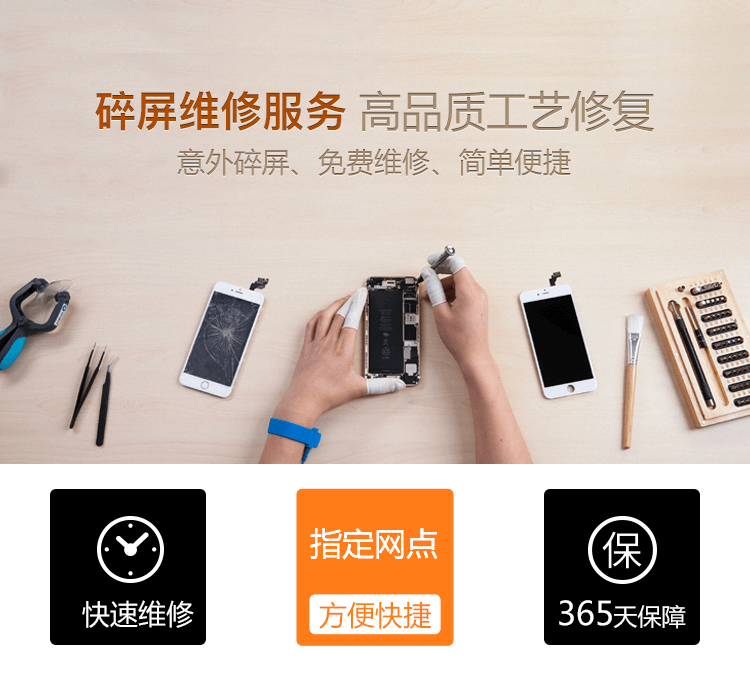 碎屏维修服务 高品质工艺修复
意外碎屏、免费维修、简单便捷
快速维修
指定网点
方便快捷
保
365天保障